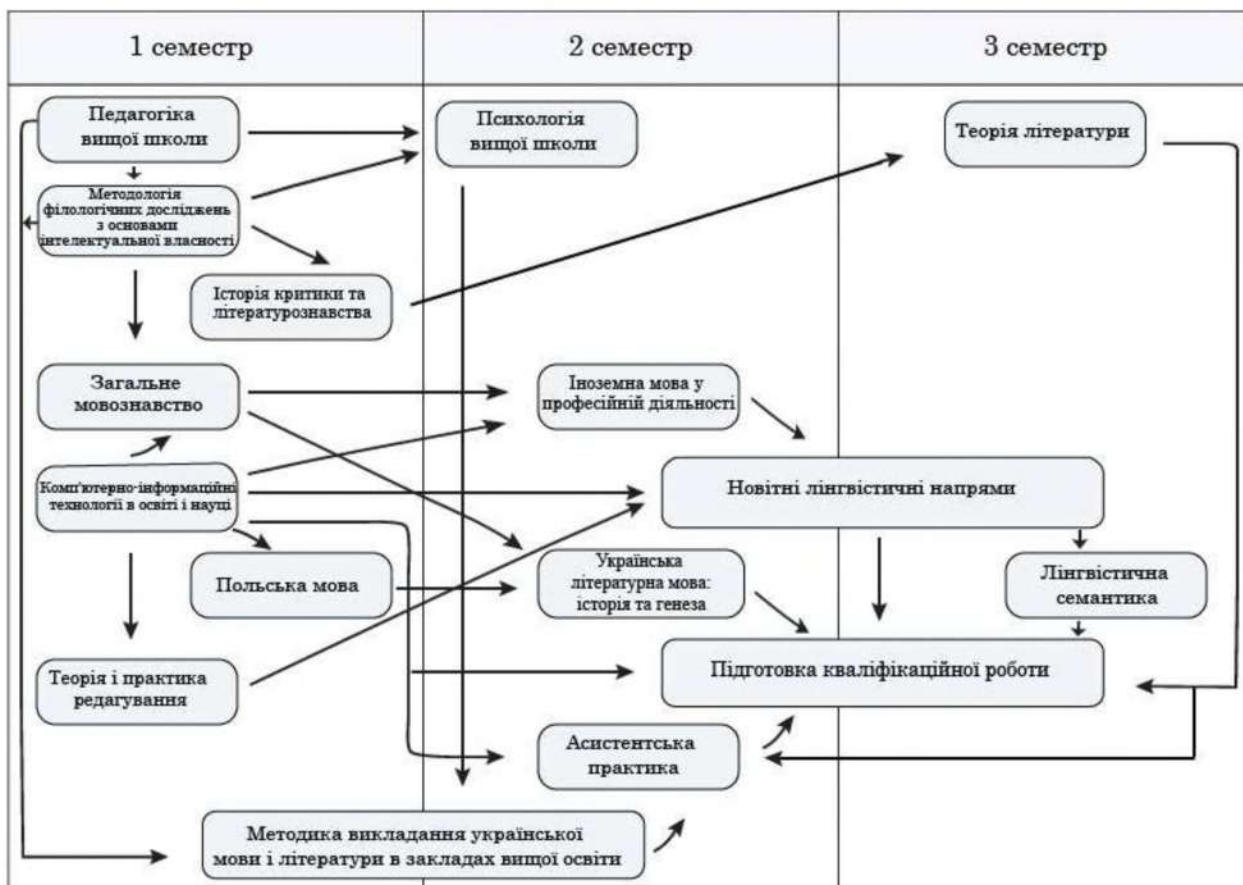 1 семестр
2 семестр
3 семестр
Педагогіка
вищої школи
Психологія
вищої школи
Теорія літератури
Методологія
філологічних досліджень
з основами
інтелектуальної власності
Історія критики та
літературознавства
Загальне
мовознавство
Іноземна мова у
професійній діяльності
Комп'ютерно-інформаційні
технології в освіті і науці
Новітні лінгвістичні напрями
Польська мова
Українська
літературна мова:
історія та генеза
Лінгвістична
семантика
Теорія і практика
редагування
Підготовка кваліфікаційної роботи
Асистентська
практика
Методика викладання української
мови і літератури в закладах вищої освіти